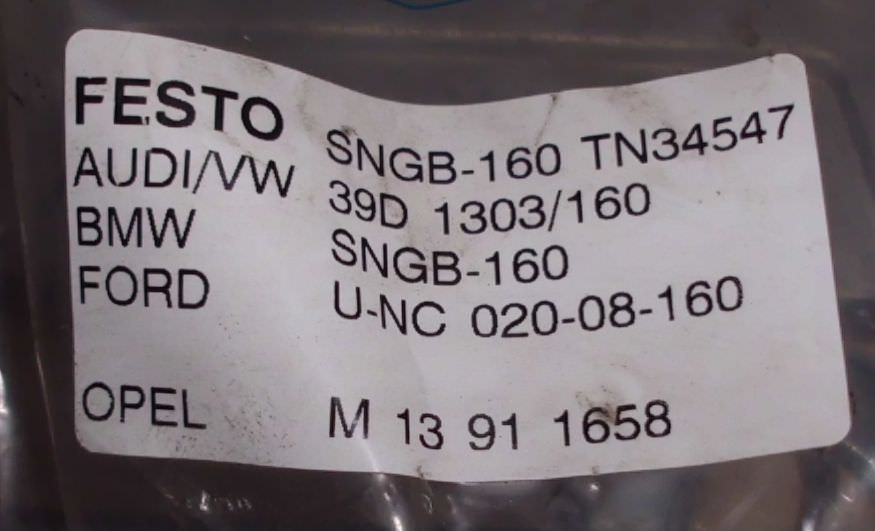 FESTO SNGB-160 TN34547
AUDI/VW 39D 1303/160
BMW SNGB-160
FORD U-NC 020-08-160
OPEL M 13 91 1658